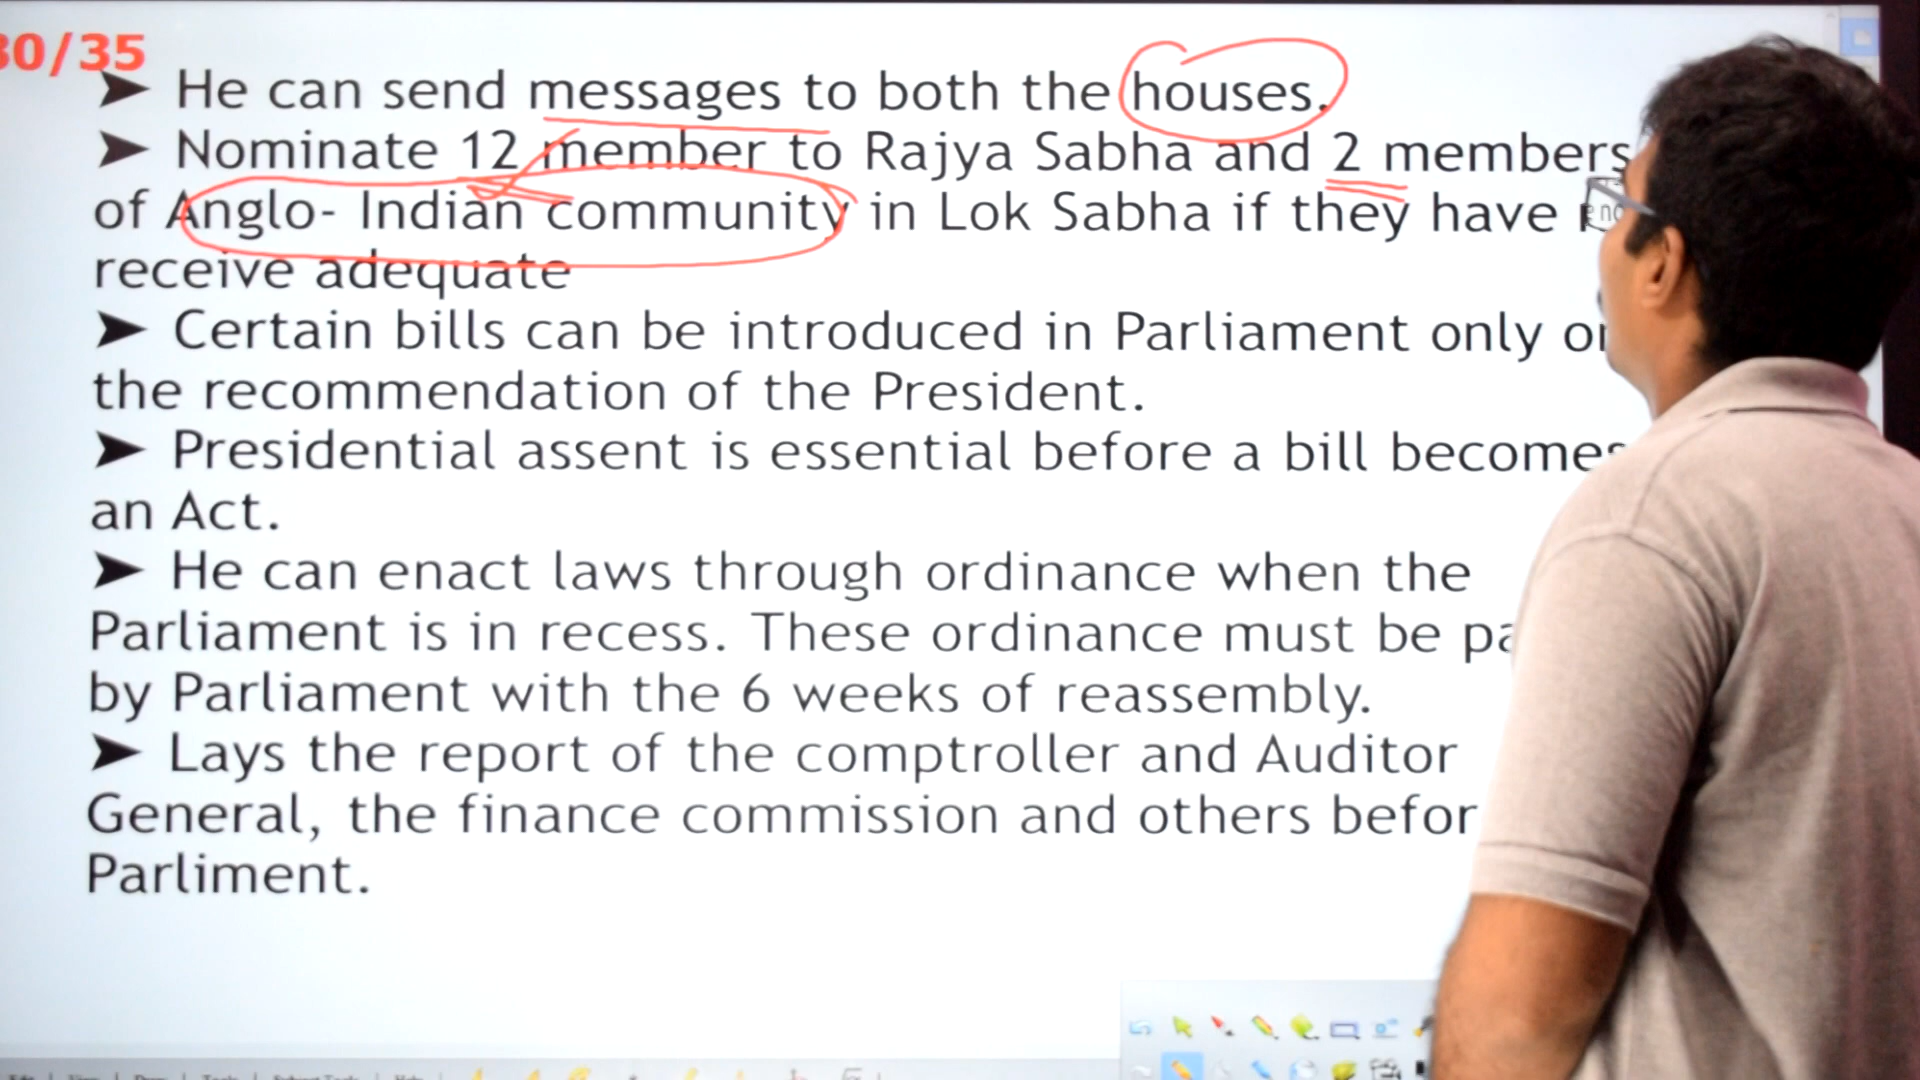 30/35
➤ He can send messages to both the houses.
➤ Nominate 12 member to Rajya Sabha and 2 members
of Anglo- Indian community in Lok Sabha if they have
receive adequate
➤ Certain bills can be introduced in Parliament only
the recommendation of the President.
➤ Presidential assent is essential before a bill becomes
an Act.
➤ He can enact laws through ordinance when the
Parliament is in recess. These ordinance must be
by Parliament with the 6 weeks of reassembly.
➤ Lays the report of the comptroller and Auditor
General, the finance commission and others
Parliment.